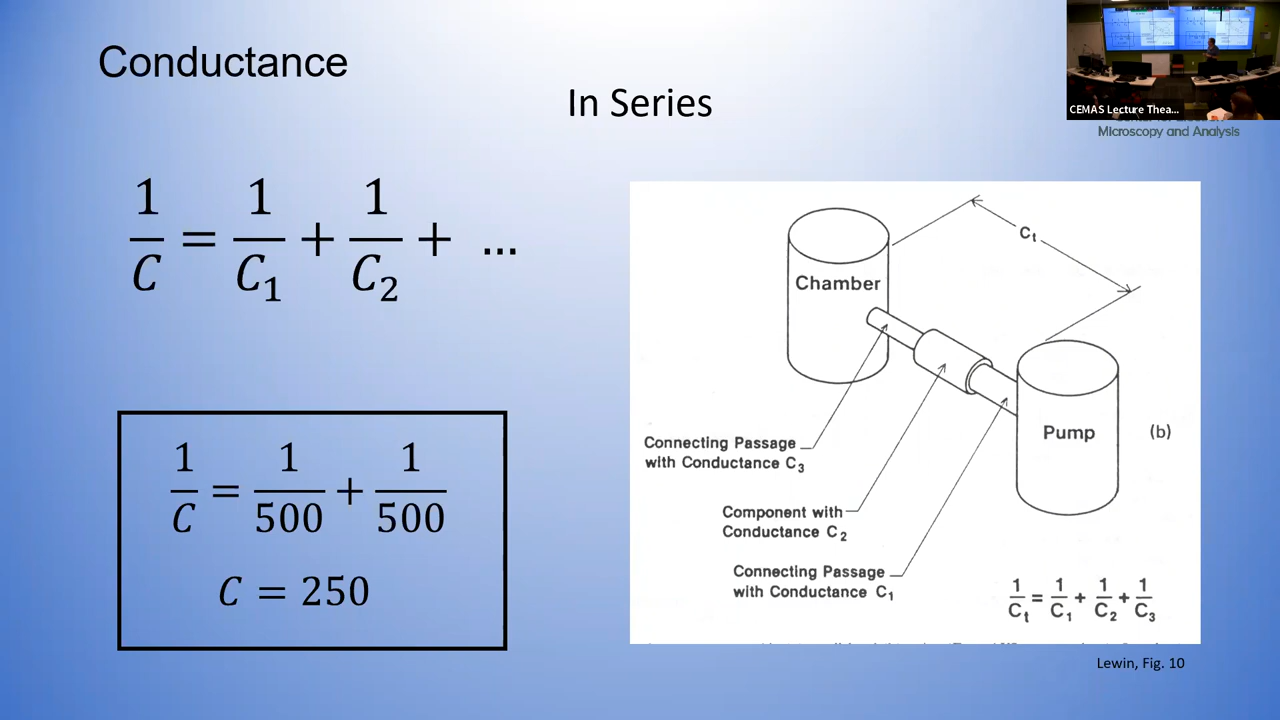 Conductance
In Series
CEMAS Lecture Thea...
Microscopy and Analysis
1/C = 1/C₁ + 1/C₂ + ...
1/C = 1/500 + 1/500
C = 250
Chamber
Cₜ
Pump
(b)
Connecting Passage
with Conductance C₃
Component with
Conductance C₂
Connecting Passage
with Conductance C₁
1/Cₜ = 1/C₁ + 1/C₂ + 1/C₃
Lewin, Fig. 10